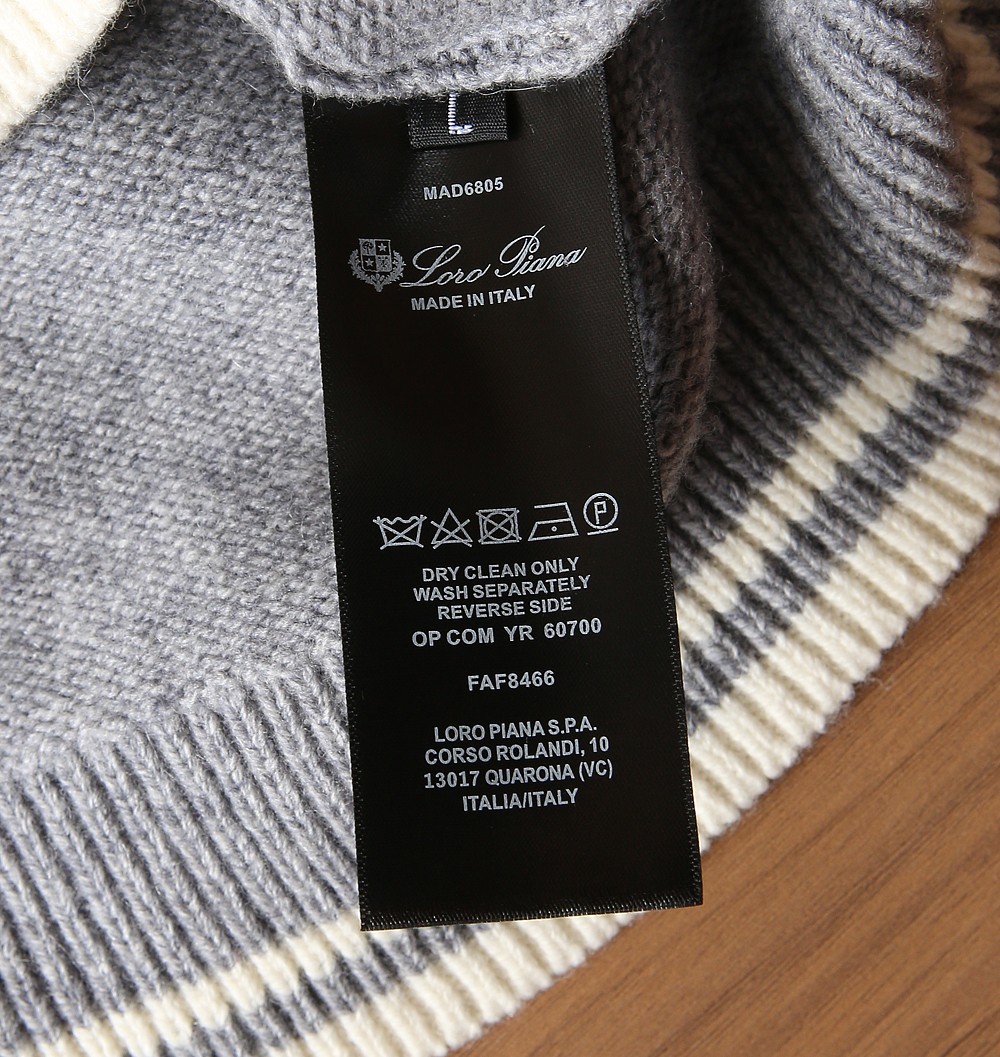 L
MAD6805
Loro Piana
MADE IN ITALY
P
DRY CLEAN ONLY
WASH SEPARATELY
REVERSE SIDE
OP COM YR 60700
FAF8466
LORO PIANA S.P.A.
CORSO ROLANDI, 10
13017 QUARONA (VC)
ITALIA/ITALY